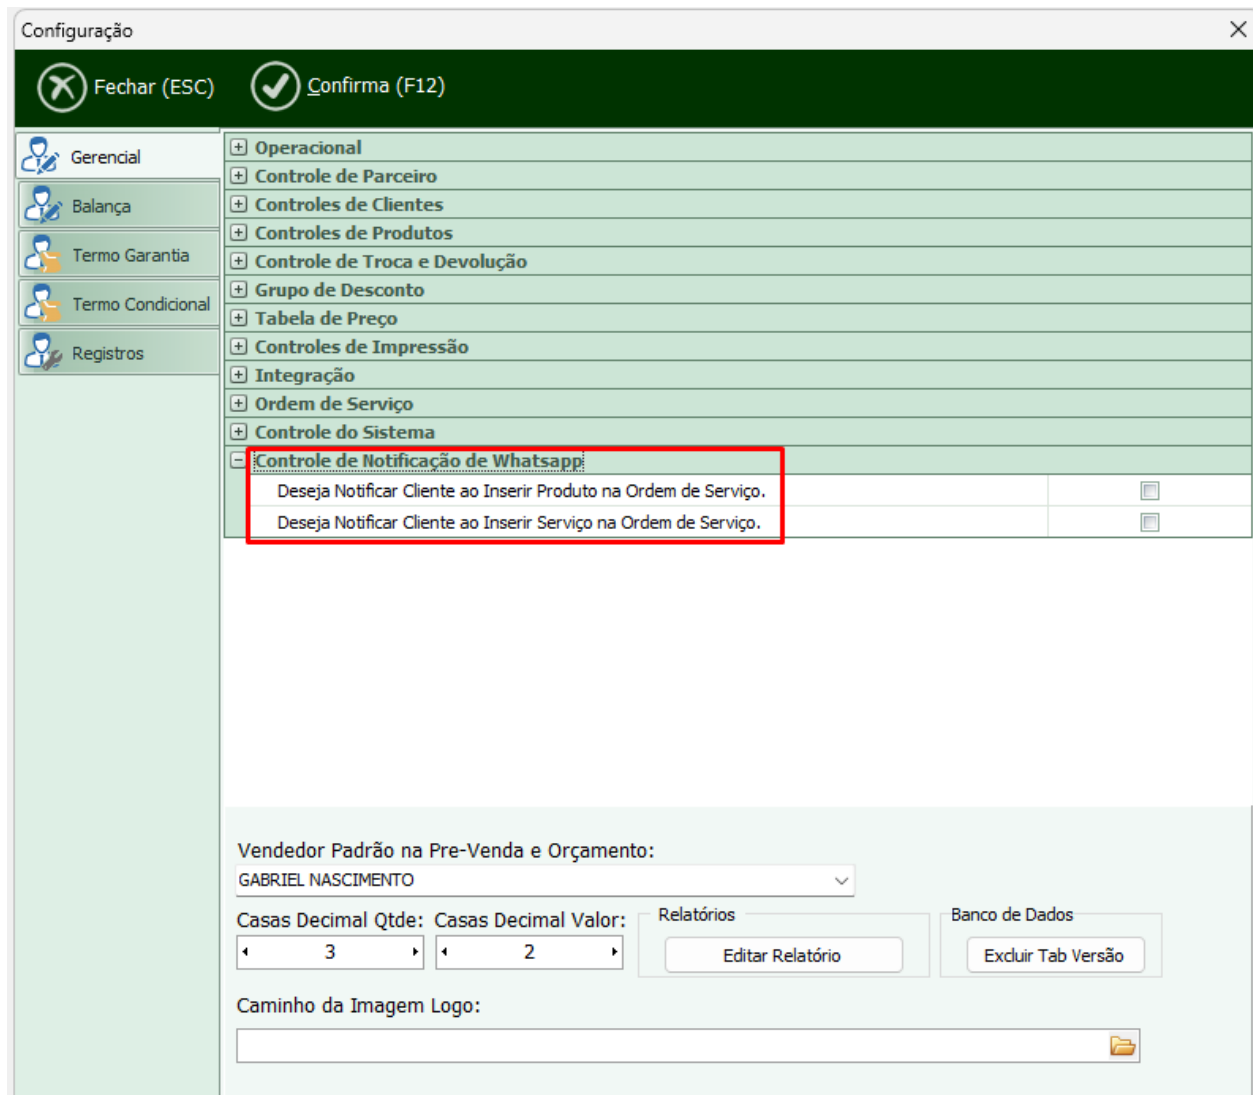 Configuração
Fechar (ESC)
Confirma (F12)
Gerencial
Balança
Termo Garantia
Termo Condicional
Registros
Operacional
Controle de Parceiro
Controles de Clientes
Controles de Produtos
Controle de Troca e Devolução
Grupo de Desconto
Tabela de Preço
Controles de Impressão
Integração
Ordem de Serviço
Controle do Sistema
Controle de Notificação de Whatsapp
Deseja Notificar Cliente ao Inserir Produto na Ordem de Serviço.
Deseja Notificar Cliente ao Inserir Serviço na Ordem de Serviço.
Vendedor Padrão na Pre-Venda e Orçamento:
GABRIEL NASCIMENTO
Casas Decimal Qtde: Casas Decimal Valor:
3 2
Relatórios
Editar Relatório
Banco de Dados
Excluir Tab Versão
Caminho da Imagem Logo: